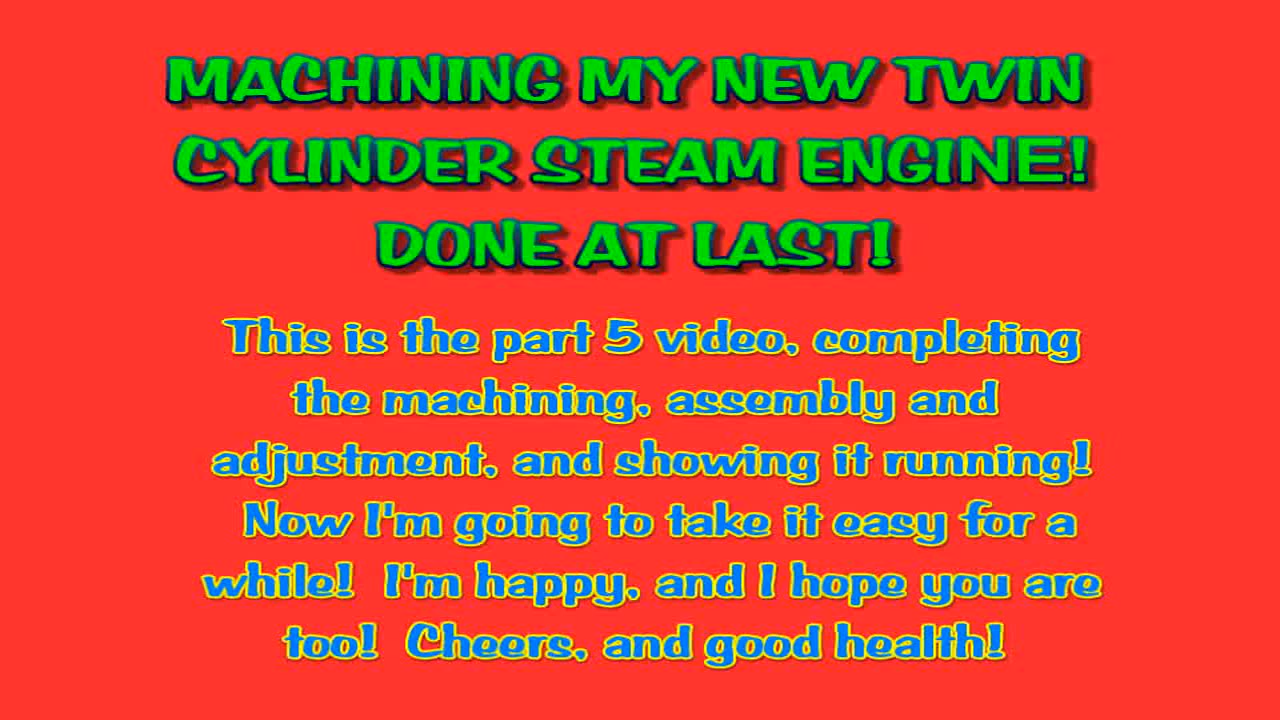 MACHINING MY NEW TWIN
CYLINDER STEAM ENGINE!
DONE AT LAST!
This is the part 5 video, completing
the machining, assembly and
adjustment, and showing it running!
Now I'm going to take it easy for a
while!  I'm happy, and I hope you are
too!  Cheers, and good health!